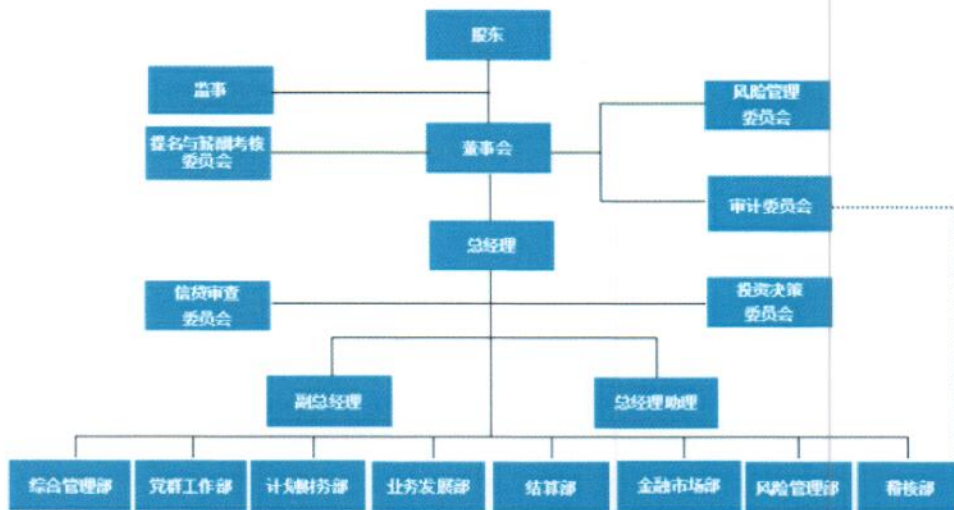 股东
监事
风险管理
委员会
提名与薪酬考核
委员会
董事会
审计委员会
总经理
信贷审查
委员会
投资决策
委员会
副总经理
总经理助理
综合管理部
党群工作部
计划财务部
业务发展部
结算部
金融市场部
风险管理部
稽核部